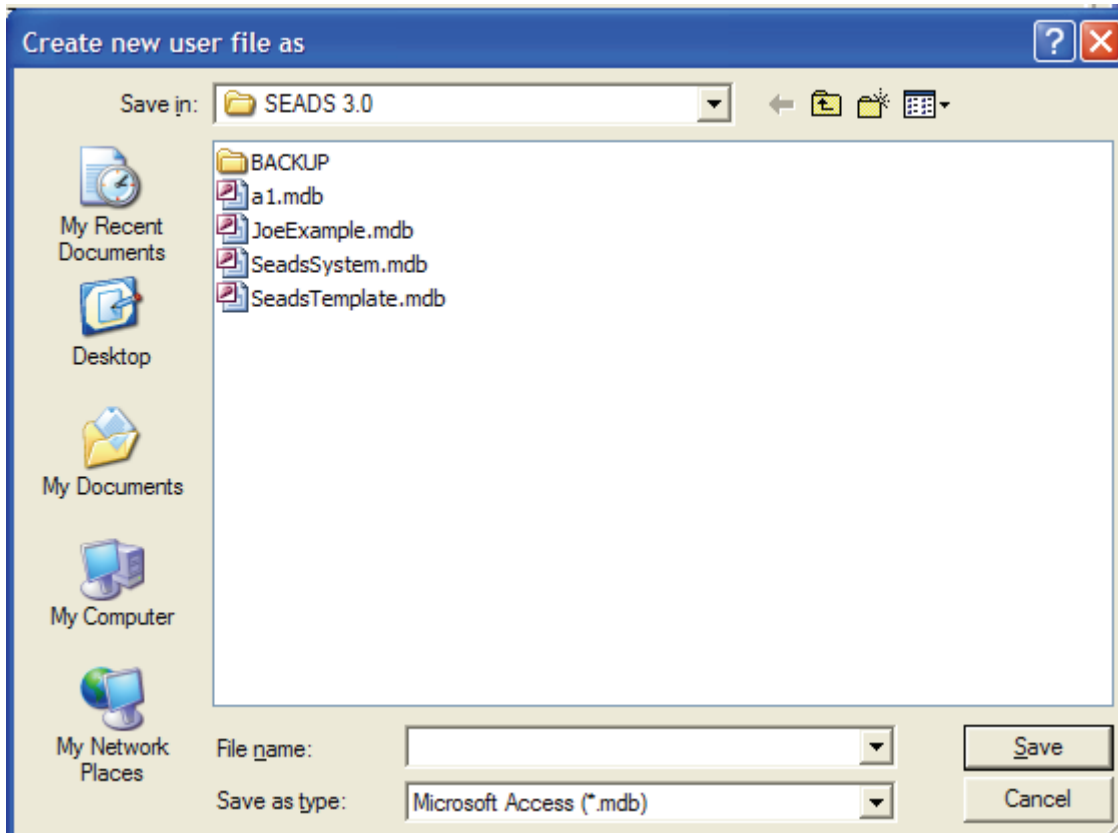 Create new user file as
Save in:
SEADS 3.0
BACKUP
a1.mdb
JoeExample.mdb
SeadsSystem.mdb
SeadsTemplate.mdb
My Recent
Documents
Desktop
My Documents
My Computer
My Network
Places
File name:
Save
Save as type:
Microsoft Access (*.mdb)
Cancel